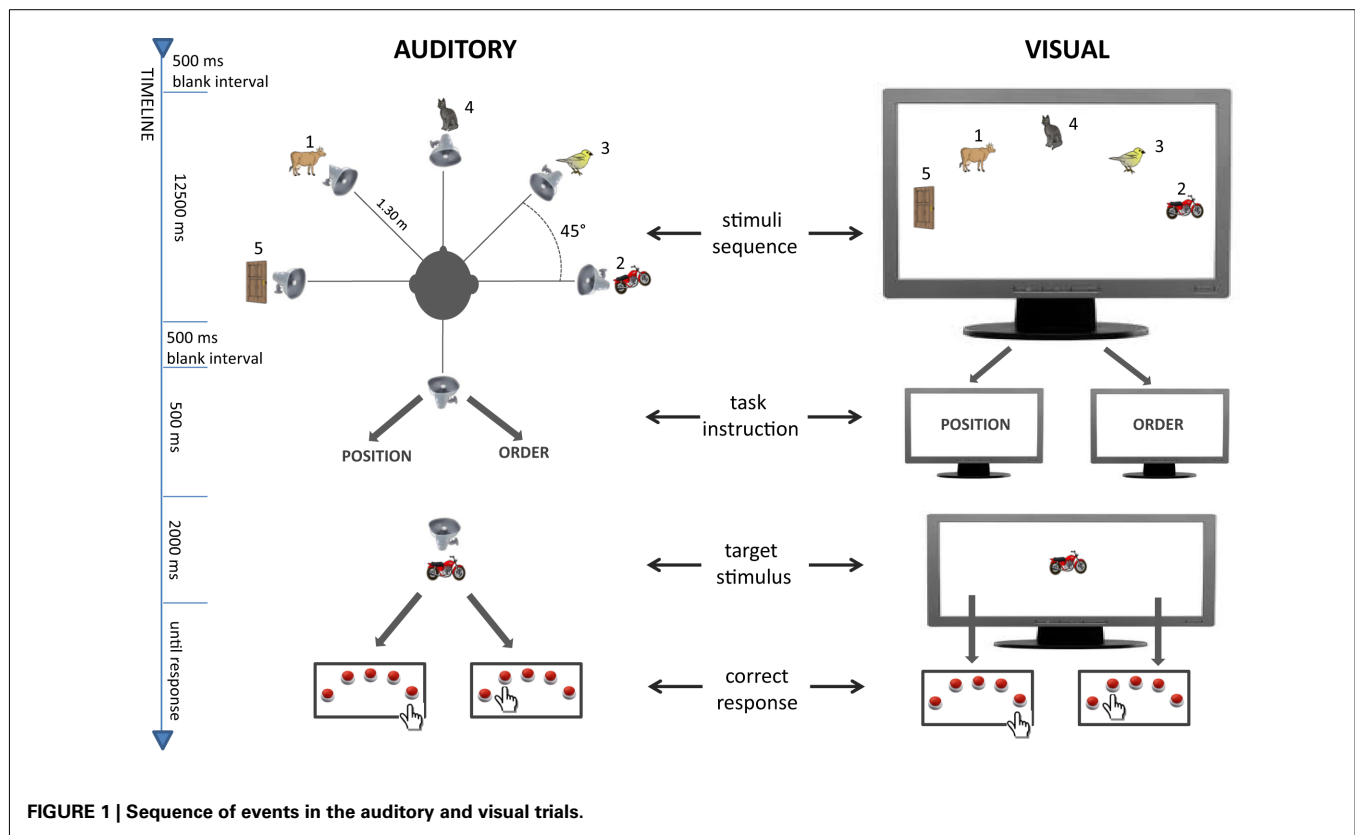 AUDITORY
VISUAL
TIMELINE
500 ms
blank interval
12500 ms
500 ms
blank interval
500 ms
2000 ms
until response
4
1
3
1.30 m
45°
5
2
4
1
3
5
2
stimuli
sequence
task
instruction
POSITION
ORDER
POSITION
ORDER
target
stimulus
correct
response
FIGURE 1 | Sequence of events in the auditory and visual trials.